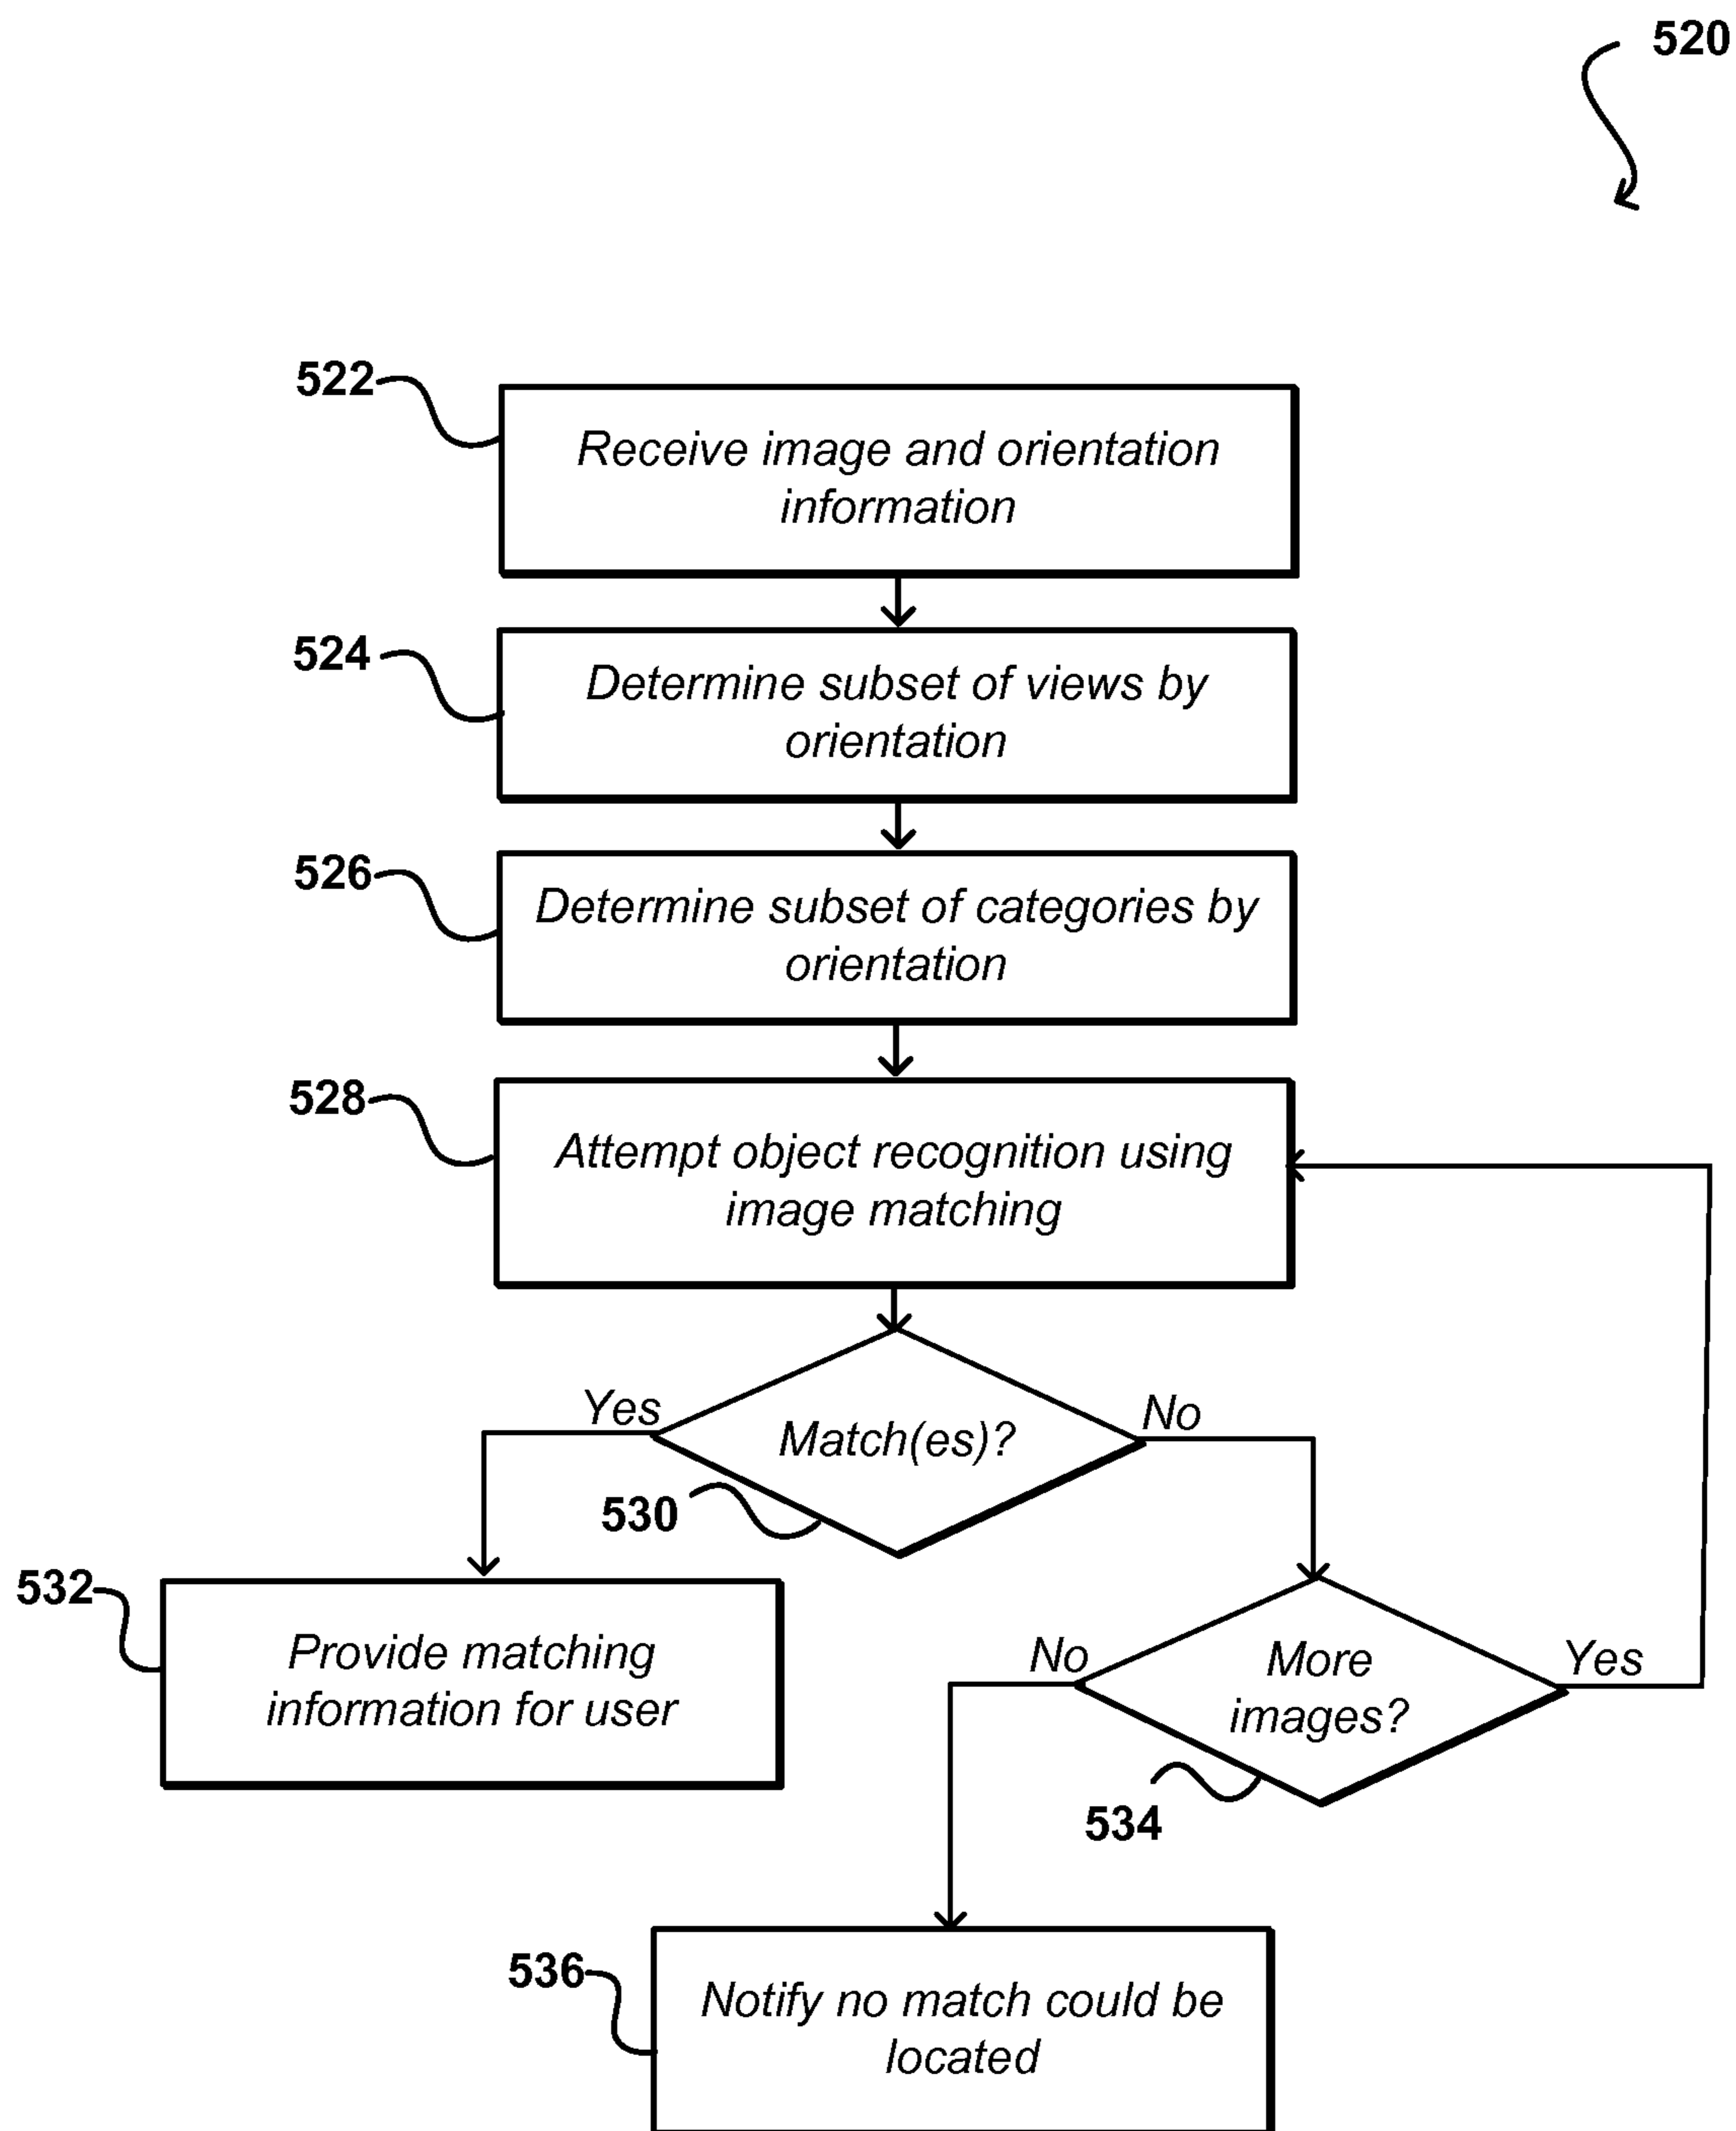 520
522
Receive image and orientation
information
524
Determine subset of views by
orientation
526
Determine subset of categories by
orientation
528
Attempt object recognition using
image matching
Yes
Match(es)?
No
530
532
Provide matching
information for user
No
More
images?
Yes
534
536
Notify no match could be
located